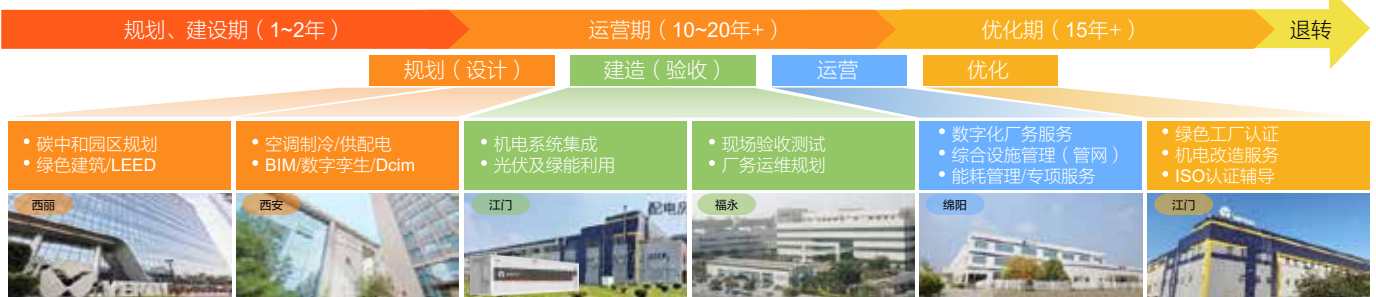 规划、建设期（1~2年）
运营期（10~20年+）
优化期（15年+）
退转
规划（设计）
建造（验收）
运营
优化
• 碳中和园区规划
• 绿色建筑/LEED
• 空调制冷/供配电
• BIM/数字孪生/Dcim
• 机电系统集成
• 光伏及绿能利用
• 现场验收测试
• 厂务运维规划
• 数字化厂务服务
• 综合设施管理（管网）
• 能耗管理/专项服务
• 绿色工厂认证
• 机电改造服务
• ISO认证辅导
西丽
西安
江门
配电房
福永
绵阳
江门